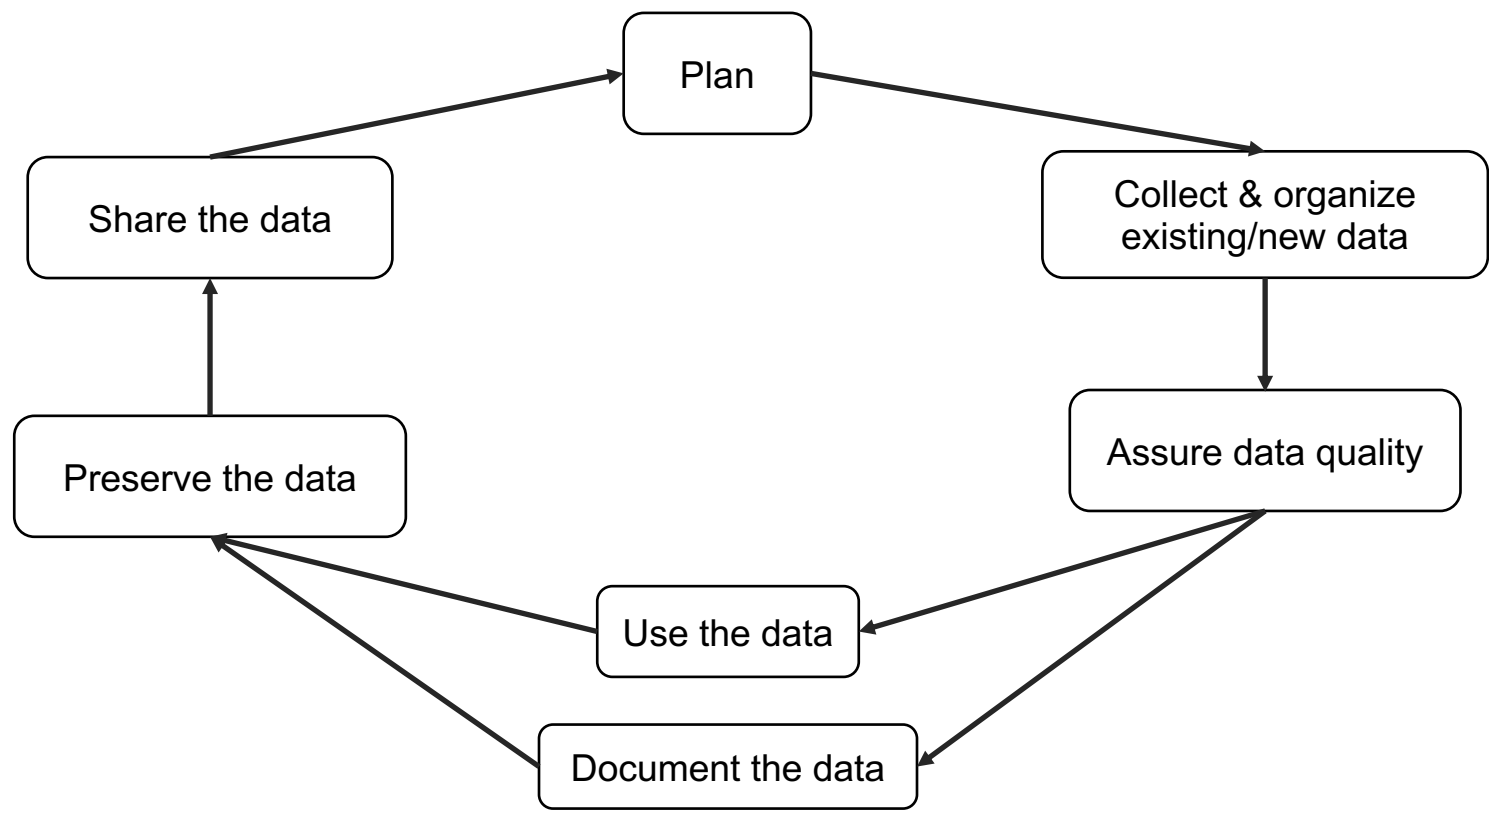 Plan
Collect & organize
existing/new data
Assure data quality
Use the data
Document the data
Preserve the data
Share the data